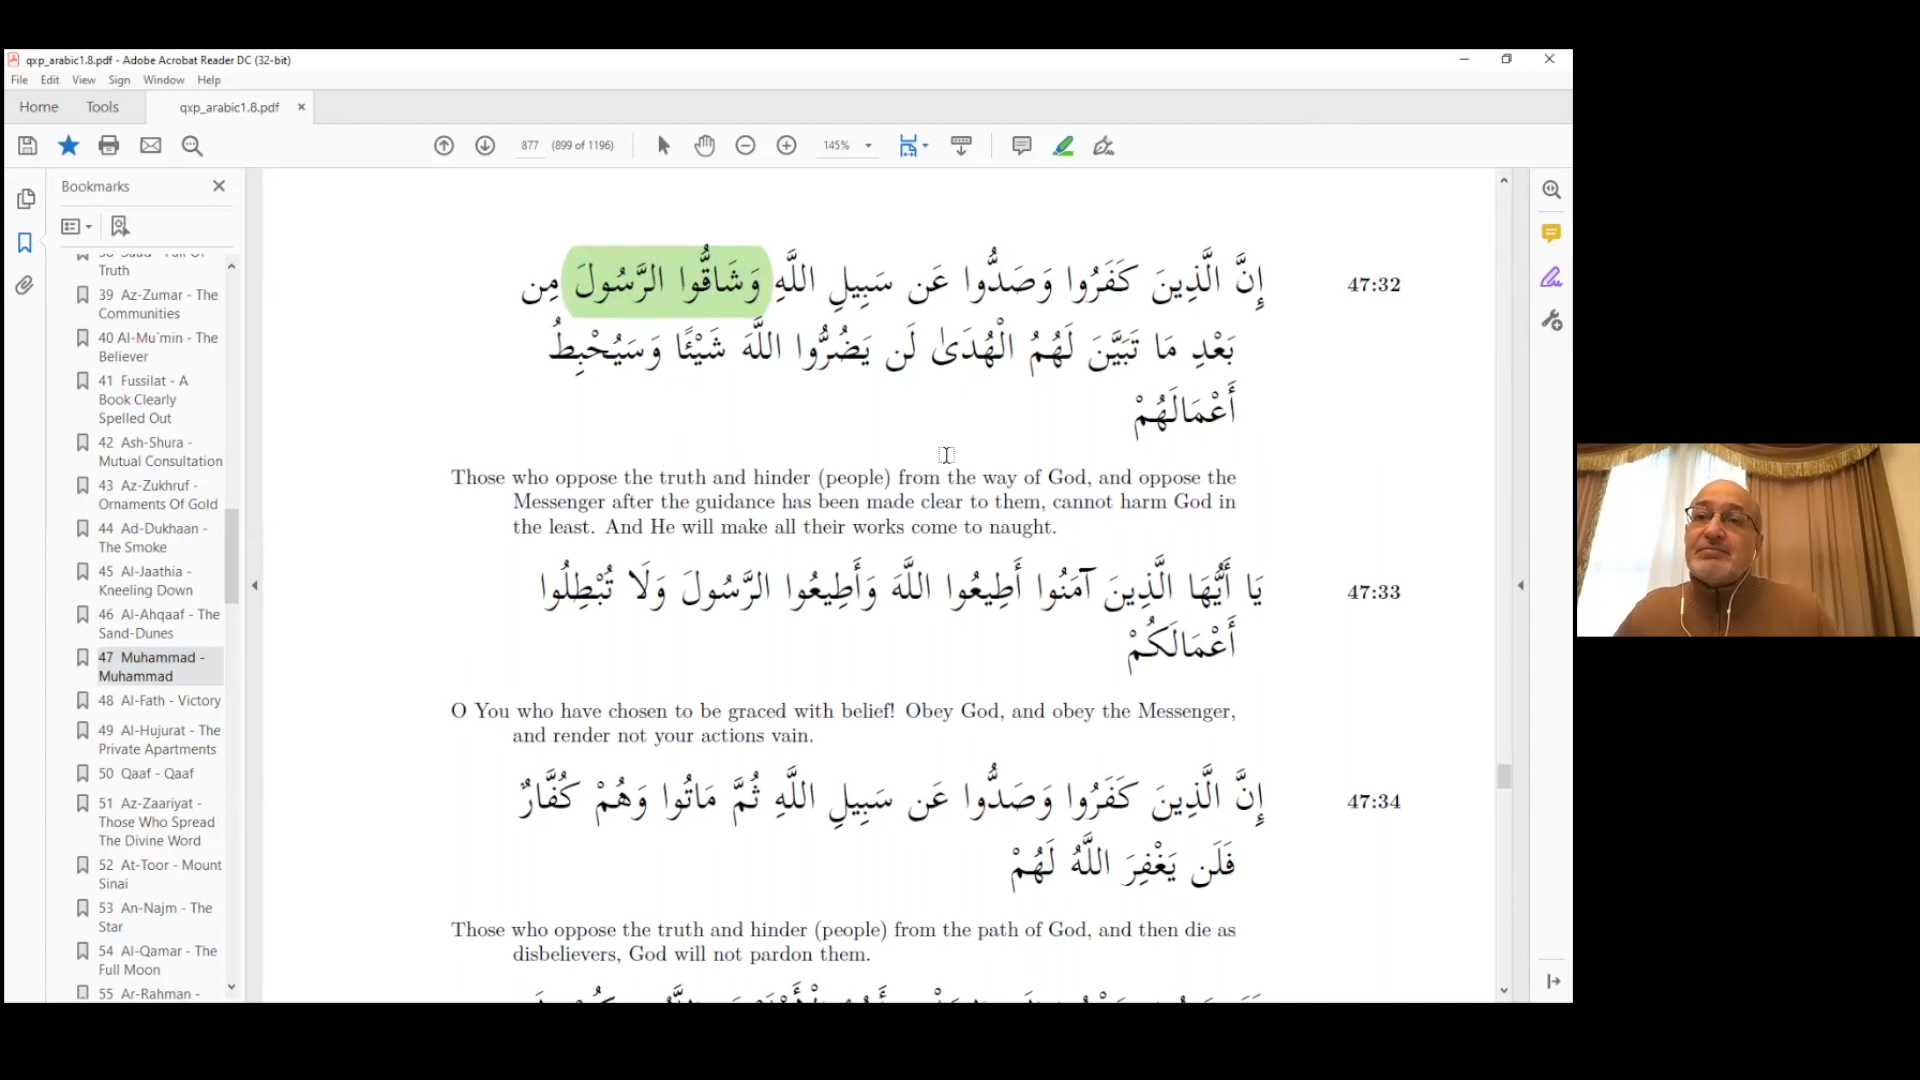 qxp_arabic1.8.pdf - Adobe Acrobat Reader DC (32-bit)
File Edit View Sign Window Help
Home Tools qxp_arabic1.8.pdf
877 (899 of 1196) 145%
Bookmarks
Truth
39 Az-Zumar - The
Communities
40 Al-Mu´min - The
Believer
41 Fussilat - A
Book Clearly
Spelled Out
42 Ash-Shura -
Mutual Consultation
43 Az-Zukhruf -
Ornaments Of Gold
44 Ad-Dukhaan -
The Smoke
45 Al-Jaathia -
Kneeling Down
46 Al-Ahqaaf - The
Sand-Dunes
47 Muhammad -
Muhammad
48 Al-Fath - Victory
49 Al-Hujurat - The
Private Apartments
50 Qaaf - Qaaf
51 Az-Zaariyat -
Those Who Spread
The Divine Word
52 At-Toor - Mount
Sinai
53 An-Najm - The
Star
54 Al-Qamar - The
Full Moon
55 Ar-Rahman -
47:32 إِنَّ الَّذِينَ كَفَرُوا وَصَدُّوا عَن سَبِيلِ اللَّهِ وَشَاقُّوا الرَّسُولَ مِن
بَعْدِ مَا تَبَيَّنَ لَهُمُ الْهُدَىٰ لَن يَضُرُّوا اللَّهَ شَيْئًا وَسَيُحْبِطُ
أَعْمَالَهُمْ
Those who oppose the truth and hinder (people) from the way of God, and oppose the
Messenger after the guidance has been made clear to them, cannot harm God in
the least. And He will make all their works come to naught.
47:33 يَا أَيُّهَا الَّذِينَ آمَنُوا أَطِيعُوا اللَّهَ وَأَطِيعُوا الرَّسُولَ وَلَا تُبْطِلُوا
أَعْمَالَكُمْ
O You who have chosen to be graced with belief! Obey God, and obey the Messenger,
and render not your actions vain.
47:34 إِنَّ الَّذِينَ كَفَرُوا وَصَدُّوا عَن سَبِيلِ اللَّهِ ثُمَّ مَاتُوا وَهُمْ كُفَّارٌ
فَلَن يَغْفِرَ اللَّهُ لَهُمْ
Those who oppose the truth and hinder (people) from the path of God, and then die as
disbelievers, God will not pardon them.